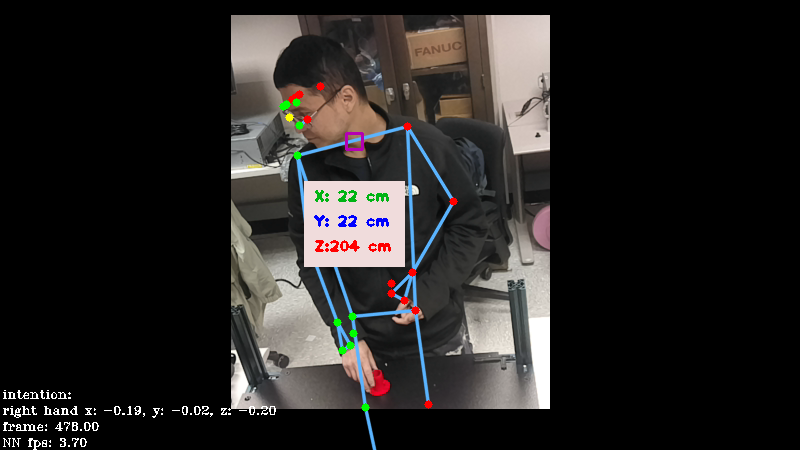 FANUC
X: 22 cm
Y: 22 cm
Z:204 cm
intention:
right hand x: -0.19, y: -0.02, z: -0.20
frame: 478.00
NN fps: 3.70